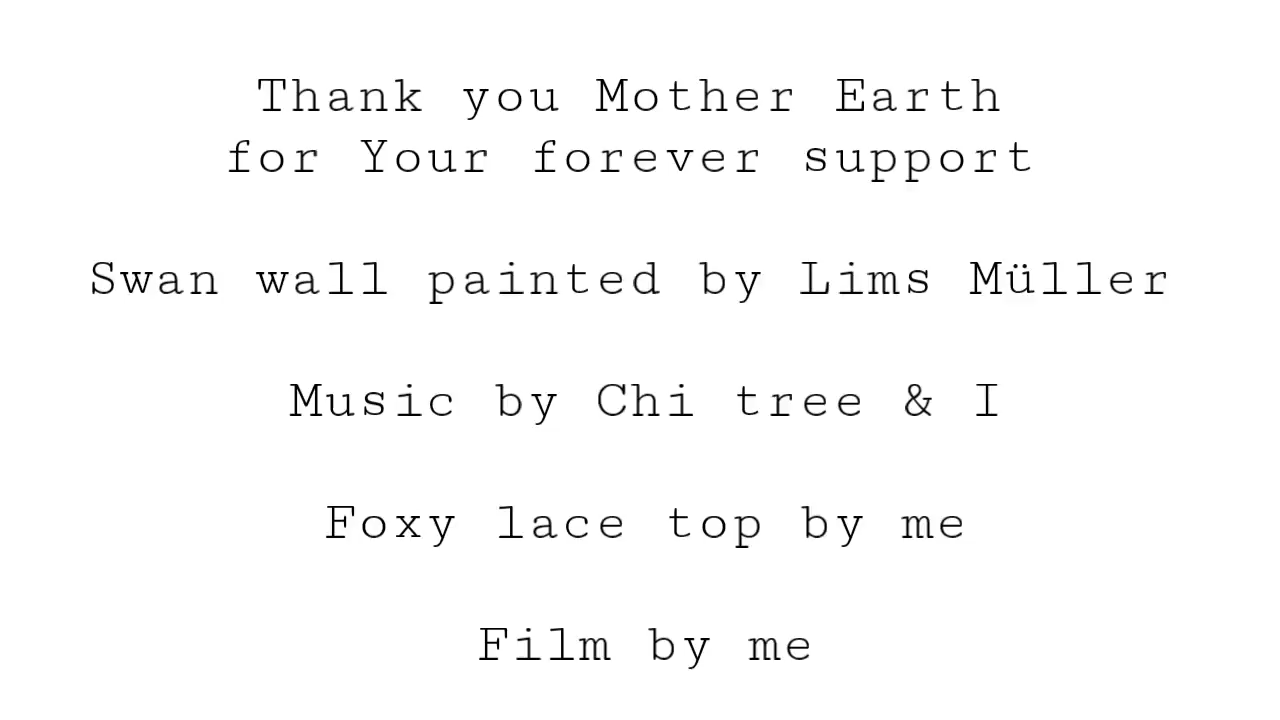 Thank you Mother Earth
for Your forever support
Swan wall painted by Lims Müller
Music by Chi tree & I
Foxy lace top by me
Film by me